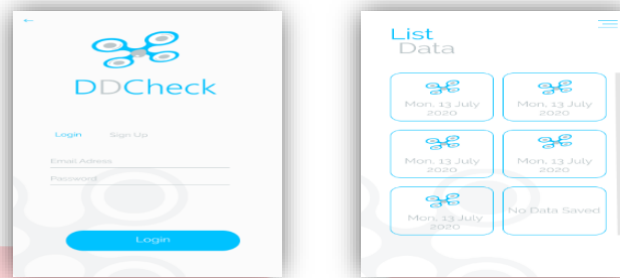 DDCheck
Login Sign Up
Email Adress
Password
Login
List
Data
Mon, 13 July
2020
Mon, 13 July
2020
Mon, 13 July
2020
Mon, 13 July
2020
Mon, 13 July
2020
No Data Saved